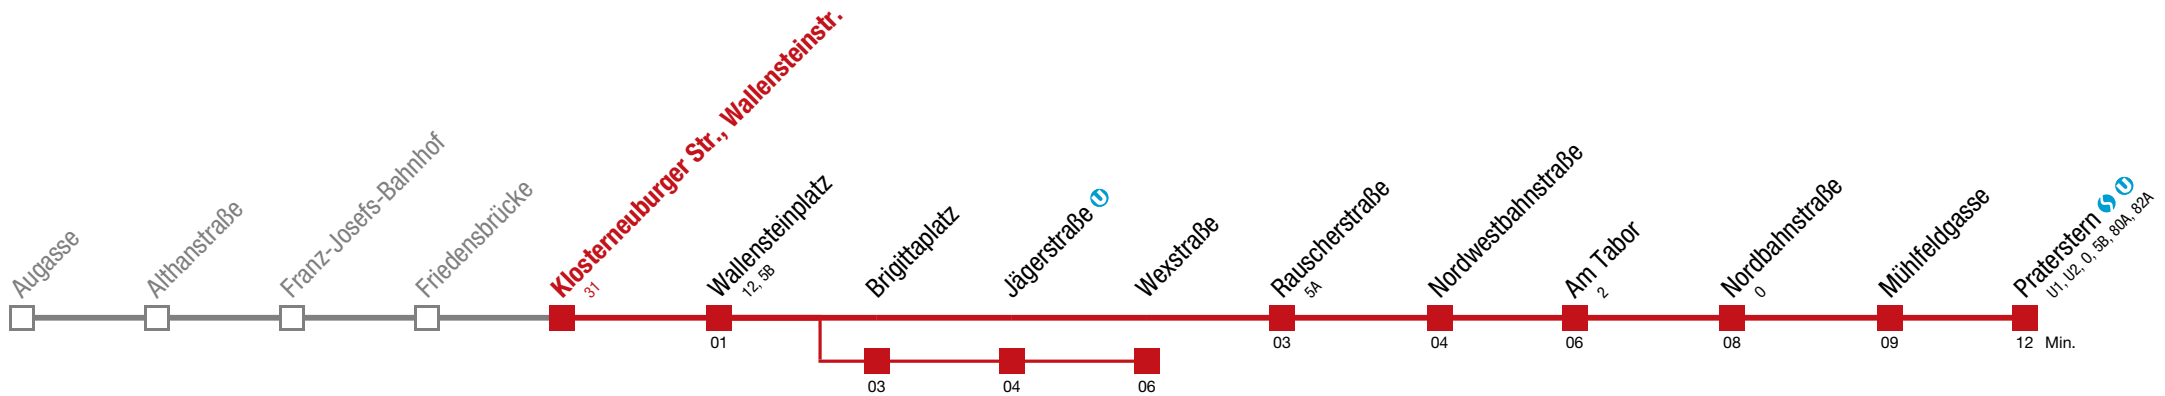 Augasse
Althanstraße
Franz-Josefs-Bahnhof
Friedensbrücke
Klosterneuburger Str., Wallensteinstr.
31
Wallensteinplatz
12, 5B
Brigittaplatz
Jägerstraße U
Wexstraße
Rauscherstraße
5A
Nordwestbahnstraße
Am Tabor
2
Nordbahnstraße
O
Mühlfeldgasse
Praterstern S U
U1, U2, O, 5B, 80A, 82A
01
03
04
06
08
09
12 Min.
03
04
06